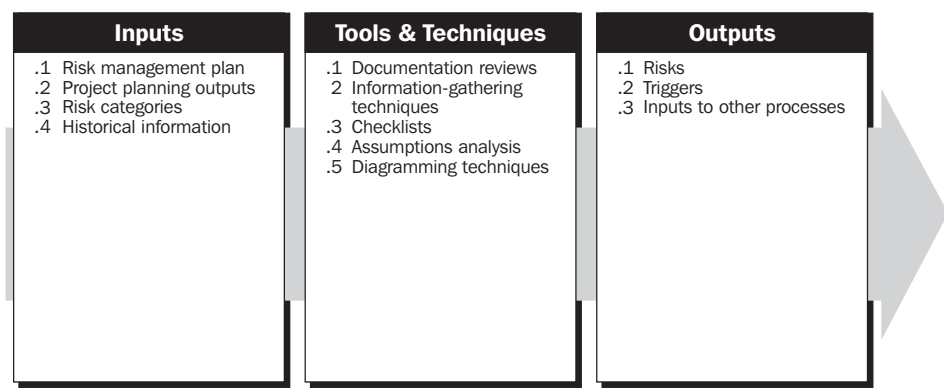 Inputs
.1 Risk management plan
.2 Project planning outputs
.3 Risk categories
.4 Historical information
Tools & Techniques
.1 Documentation reviews
2 Information-gathering
techniques
.3 Checklists
.4 Assumptions analysis
.5 Diagramming techniques
Outputs
.1 Risks
.2 Triggers
.3 Inputs to other processes